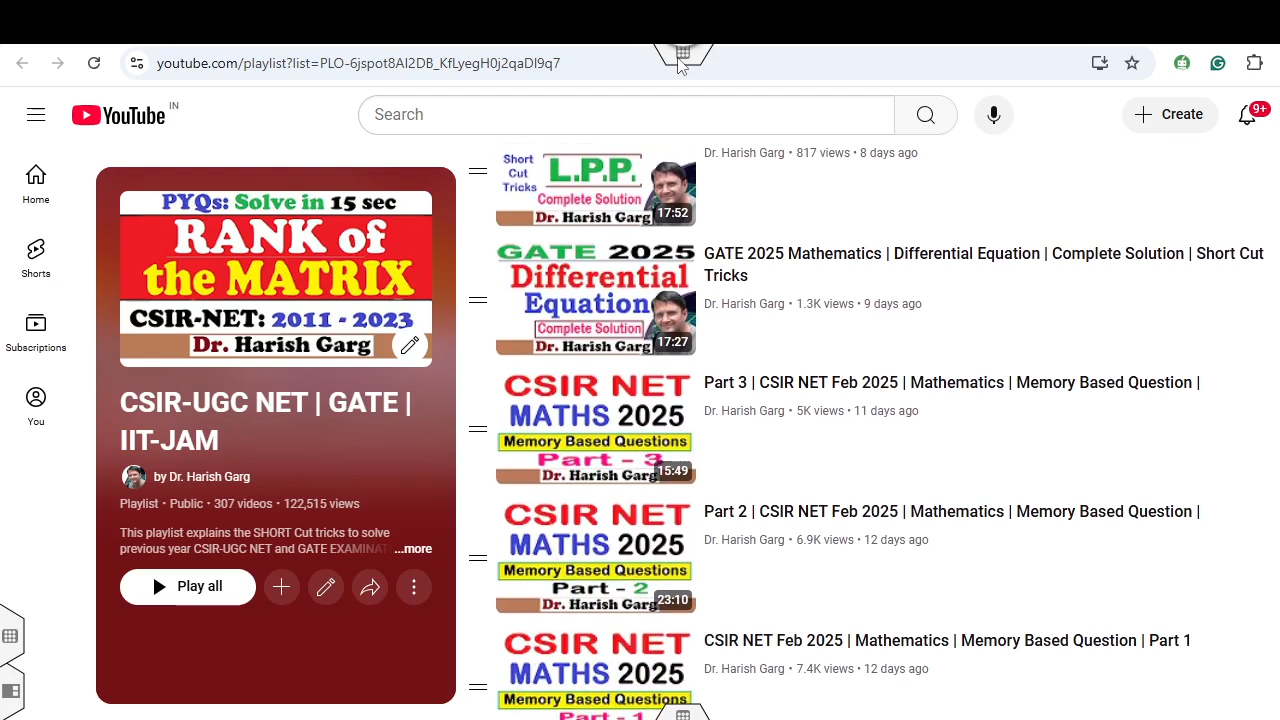 youtube.com/playlist?list=PLO-6jspot8AI2DB_KfLyegH0j2qaDI9q7
YouTube IN
Search
Create
9+
Home
Shorts
Subscriptions
You
PYQs: Solve in 15 sec
RANK of
the MATRIX
CSIR-NET: 2011 - 2023
Dr. Harish Garg
CSIR-UGC NET | GATE |
IIT-JAM
by Dr. Harish Garg
Playlist • Public • 307 videos • 122,515 views
This playlist explains the SHORT Cut tricks to solve
previous year CSIR-UGC NET and GATE EXAMINAT ...more
Play all
Short
Cut
Tricks
L.P.P.
Complete Solution
Dr. Harish Garg
17:52
Dr. Harish Garg • 817 views • 8 days ago
GATE 2025
Differential
Equation
Complete Solution
Dr. Harish Garg
17:27
GATE 2025 Mathematics | Differential Equation | Complete Solution | Short Cut
Tricks
Dr. Harish Garg • 1.3K views • 9 days ago
CSIR NET
MATHS 2025
Memory Based Questions
Part - 3
Dr. Harish Garg
15:49
Part 3 | CSIR NET Feb 2025 | Mathematics | Memory Based Question |
Dr. Harish Garg • 5K views • 11 days ago
CSIR NET
MATHS 2025
Memory Based Questions
Part - 2
Dr. Harish Garg
23:10
Part 2 | CSIR NET Feb 2025 | Mathematics | Memory Based Question |
Dr. Harish Garg • 6.9K views • 12 days ago
CSIR NET
MATHS 2025
Memory Based Questions
Part - 1
CSIR NET Feb 2025 | Mathematics | Memory Based Question | Part 1
Dr. Harish Garg • 7.4K views • 12 days ago